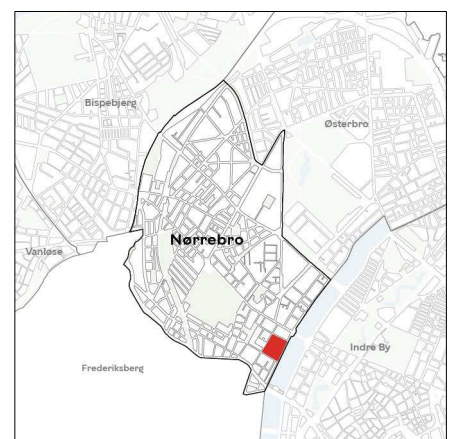 Bispebjerg
Østerbro
Nørrebro
Vanløse
Indre By
Frederiksberg